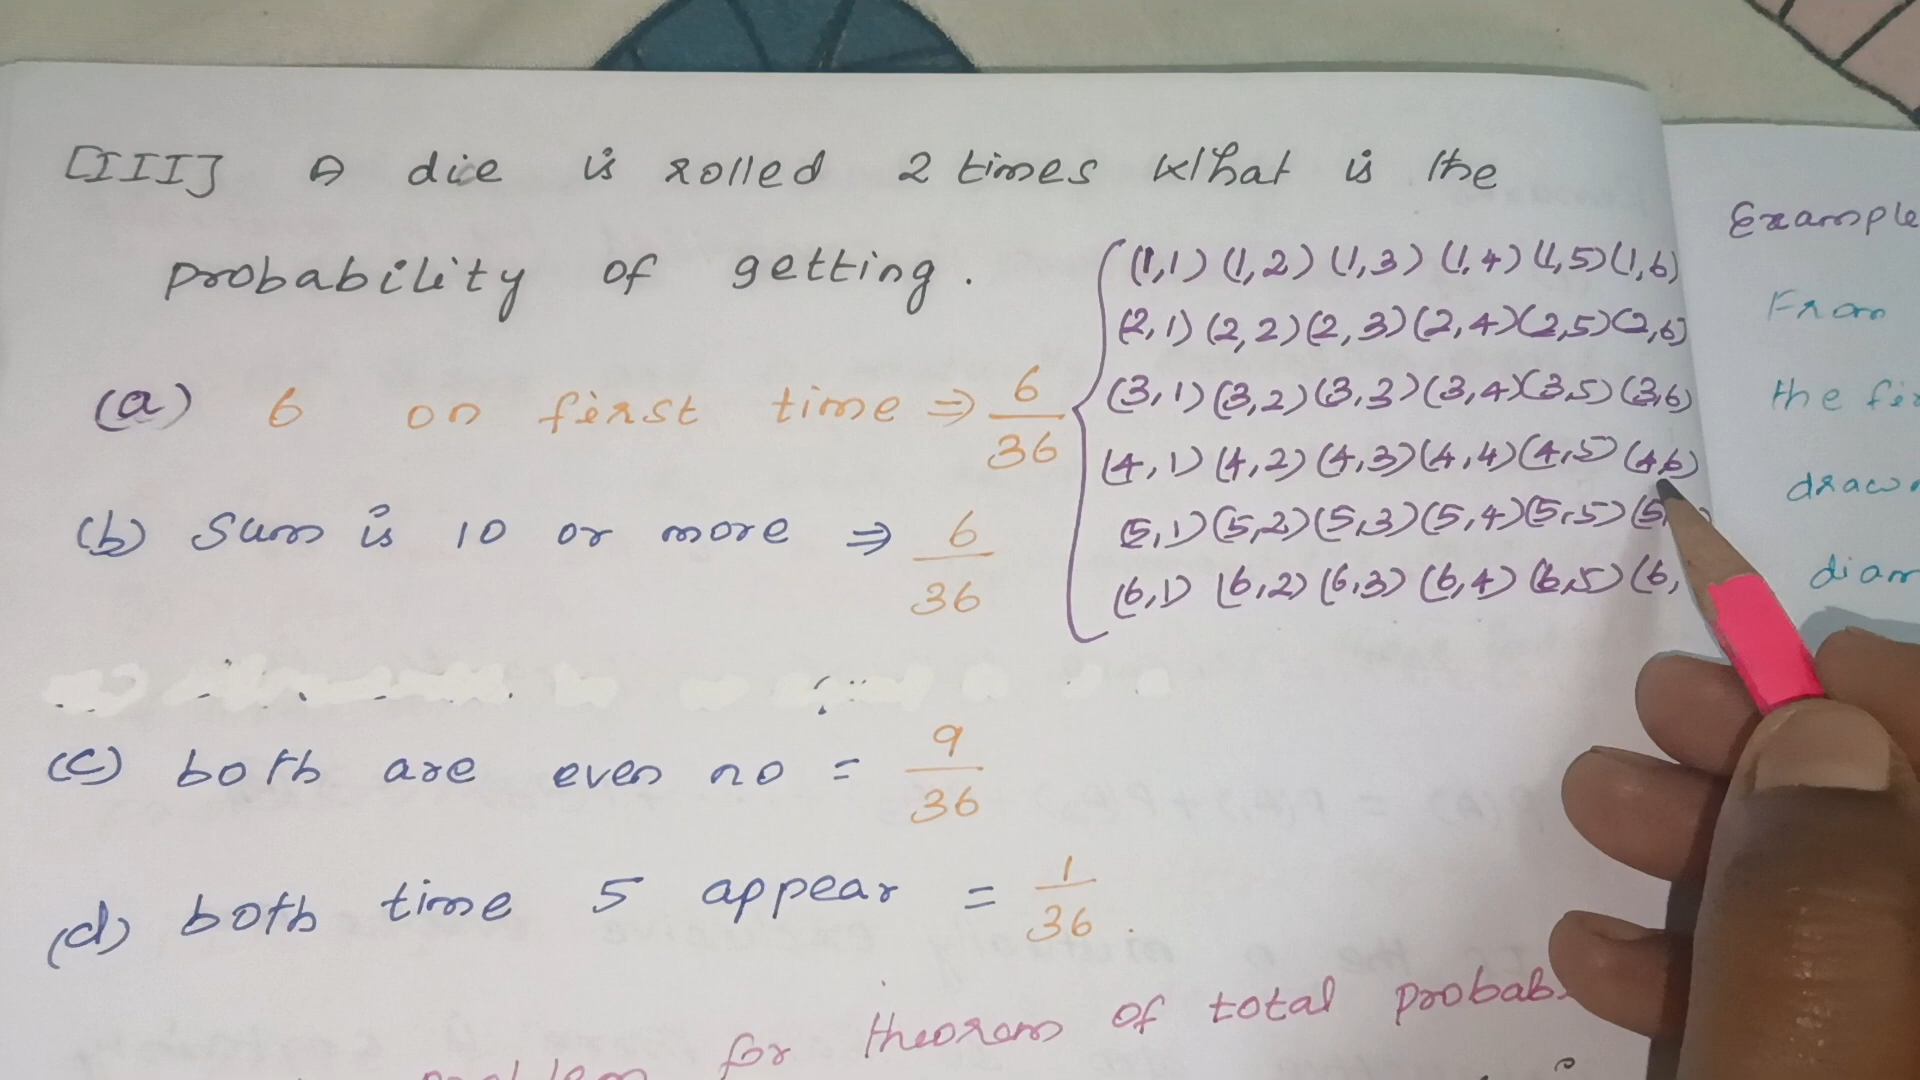 [III] A die is rolled 2 times What is the
probability of getting.
(a) 6 on first time ⇒ 6/36
(b) Sum is 10 or more ⇒ 6/36
(c) both are even no = 9/36
(d) both time 5 appear = 1/36.
(1,1) (1,2) (1,3) (1,4) (1,5) (1,6)
(2,1) (2,2) (2,3) (2,4) (2,5) (2,6)
(3,1) (3,2) (3,3) (3,4) (3,5) (3,6)
(4,1) (4,2) (4,3) (4,4) (4,5) (4,6)
(5,1) (5,2) (5,3) (5,4) (5,5) (5,
(6,1) (6,2) (6,3) (6,4) (6,5) (6,
for theorem of total probab
Example
From
the fir
draw
diam